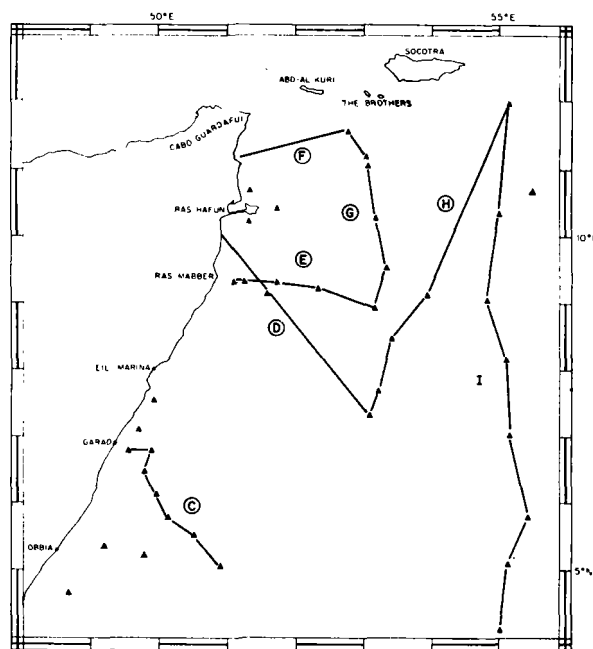 50°E
55°E
SOCOTRA
ABD-AL KURI
THE BROTHERS
CABO GUARDAFUI
F
H
RAS HAFUN
G
10°N
E
RAS MABBER
D
EIL MARINA
I
GARAD
C
ORBIA
5°N